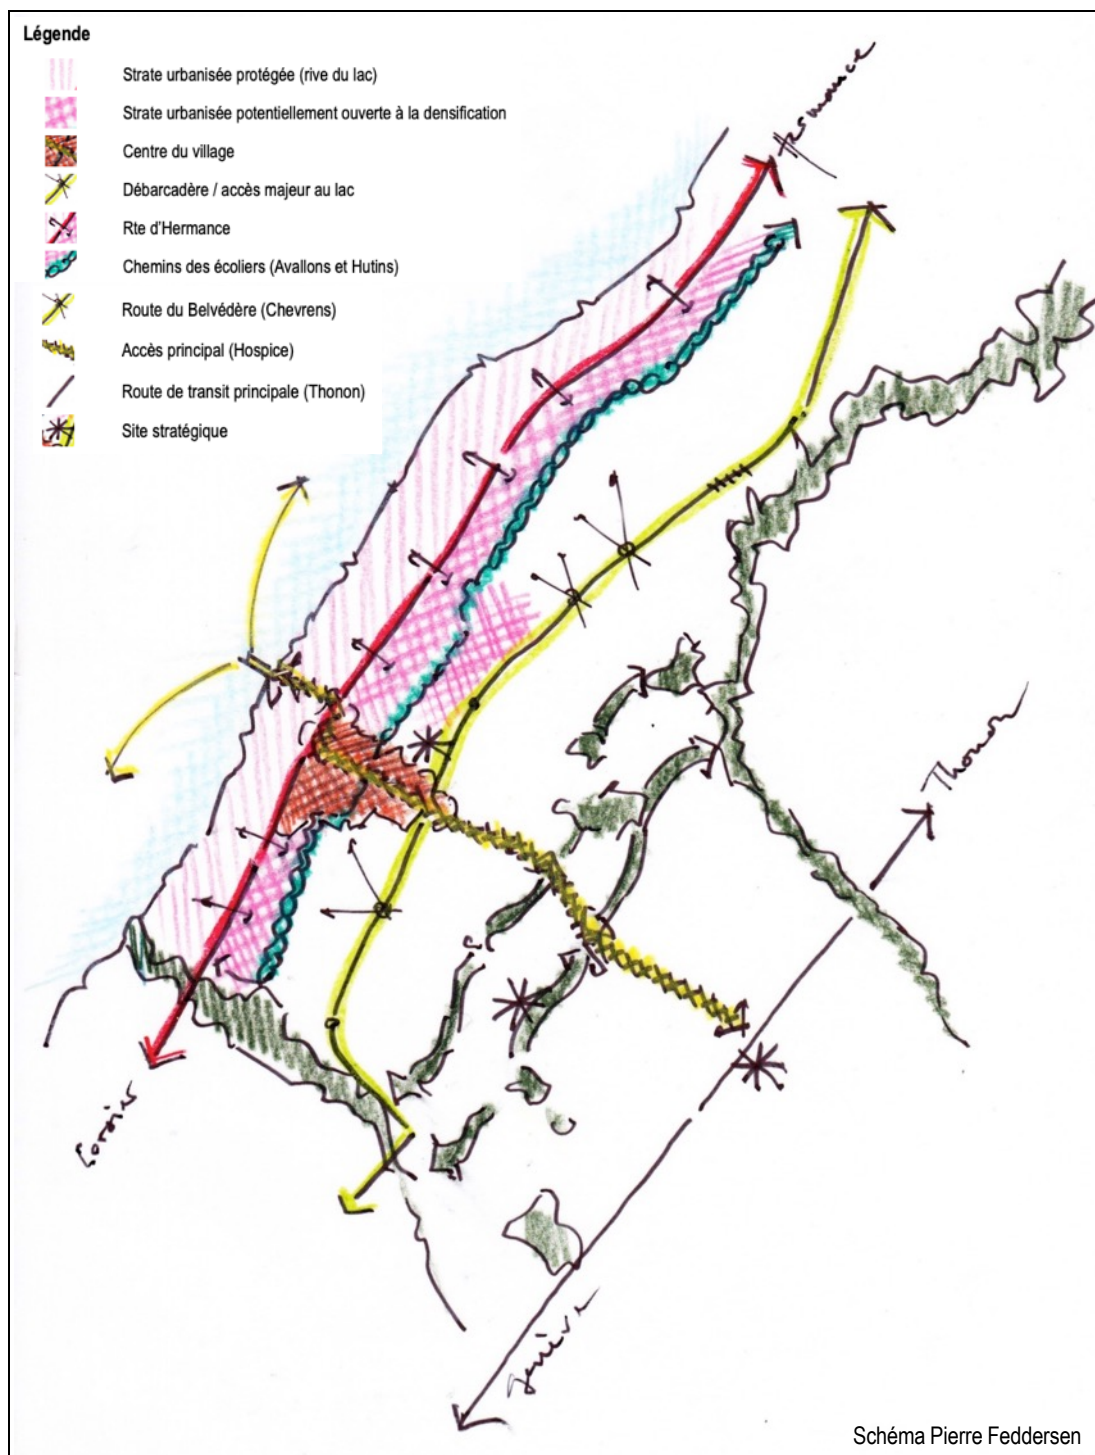 Légende
Strate urbanisée protégée (rive du lac)
Strate urbanisée potentiellement ouverte à la densification
Centre du village
Débarcadère / accès majeur au lac
Rte d'Hermance
Chemins des écoliers (Avallons et Hutins)
Route du Belvédère (Chevrens)
Accès principal (Hospice)
Route de transit principale (Thonon)
Site stratégique
Hermance
Thonon
Corsier
Genève
Schéma Pierre Feddersen